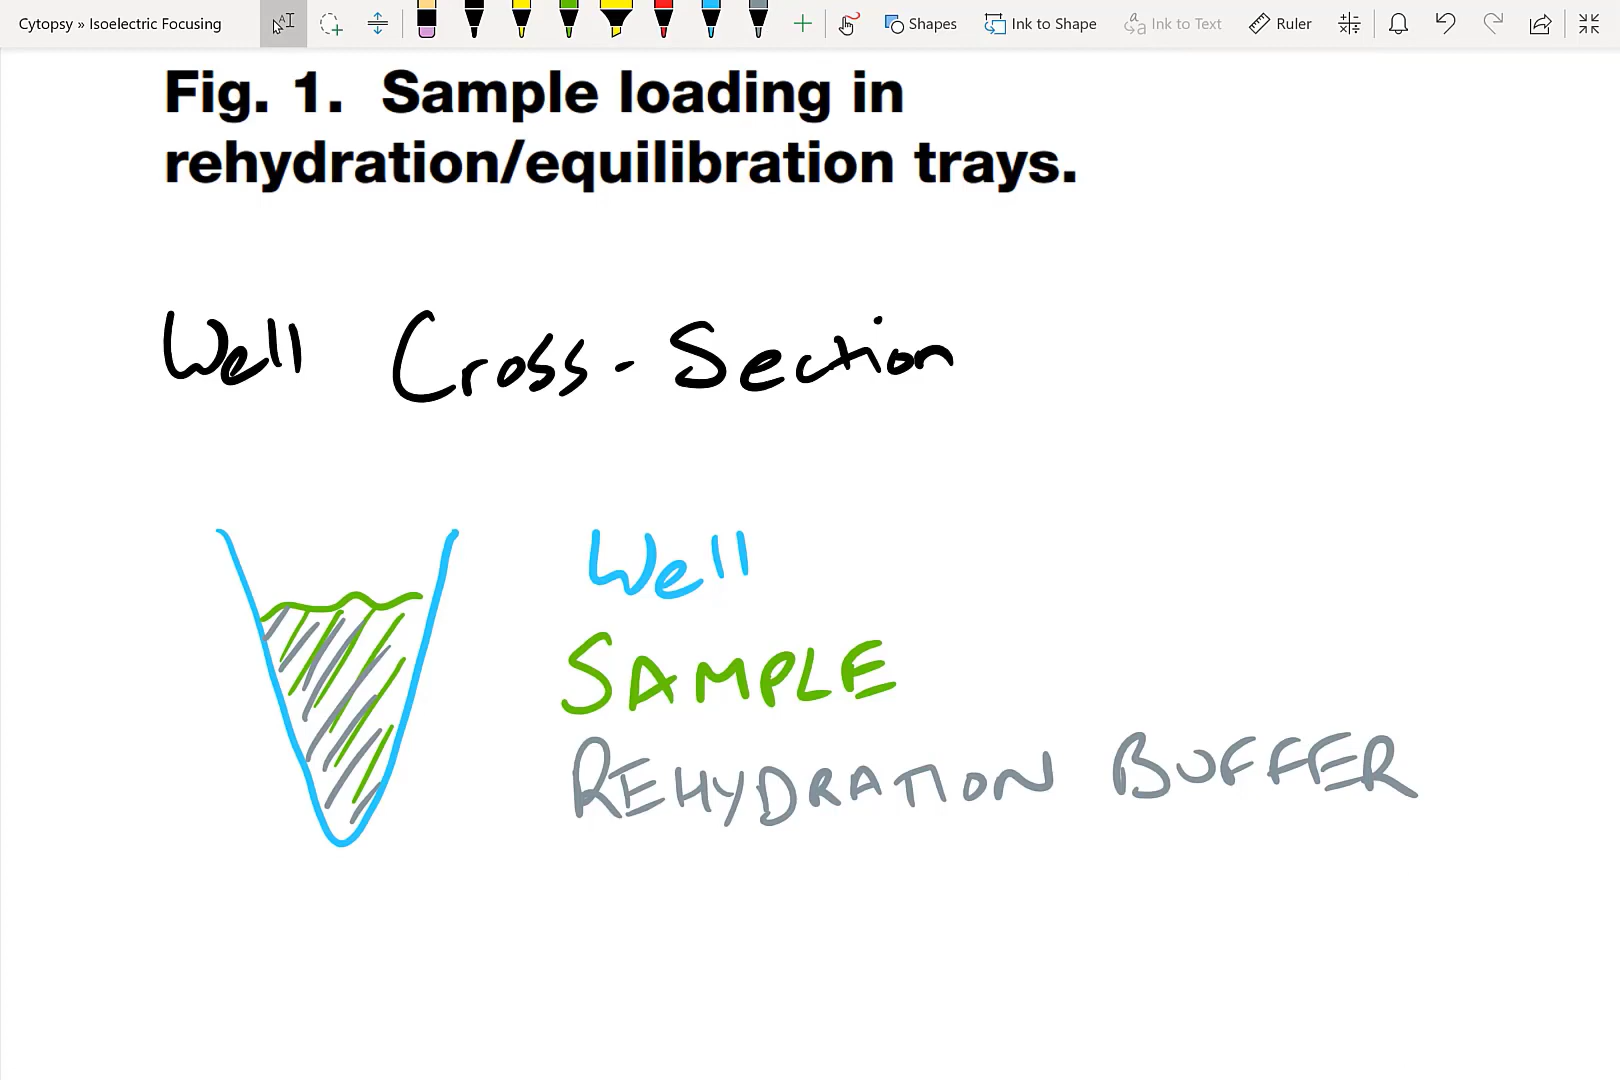 Cytopsy » Isoelectric Focusing
Shapes
Ink to Shape
Ink to Text
Ruler
Fig. 1. Sample loading in
rehydration/equilibration trays.
Well Cross-Section
Well
SAMPLE
REHYDRATION BUFFER